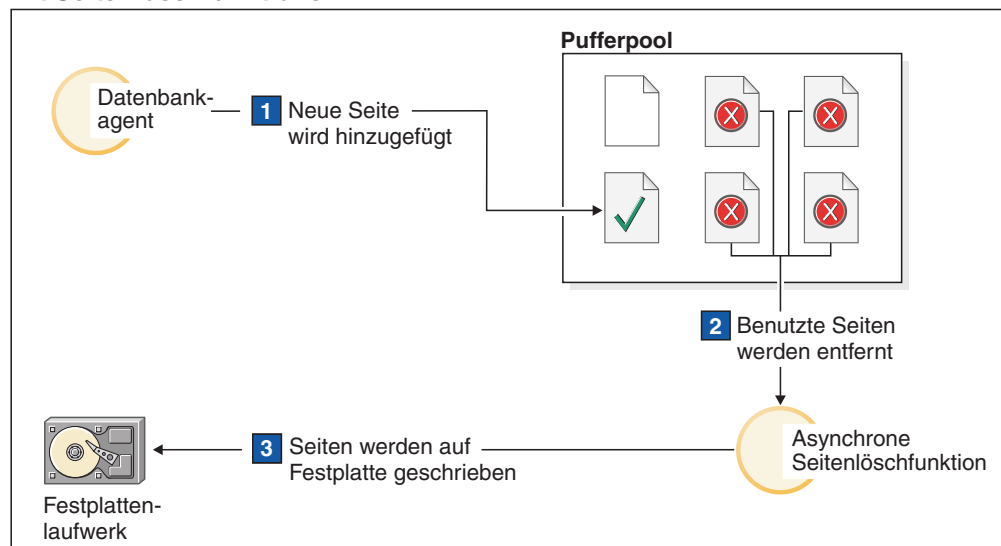 Pufferpool
Datenbank-
agent
1 Neue Seite
wird hinzugefügt
2 Benutzte Seiten
werden entfernt
3 Seiten werden auf
Festplatte geschrieben
Asynchrone
Seitenlöschfunktion
Festplatten-
laufwerk